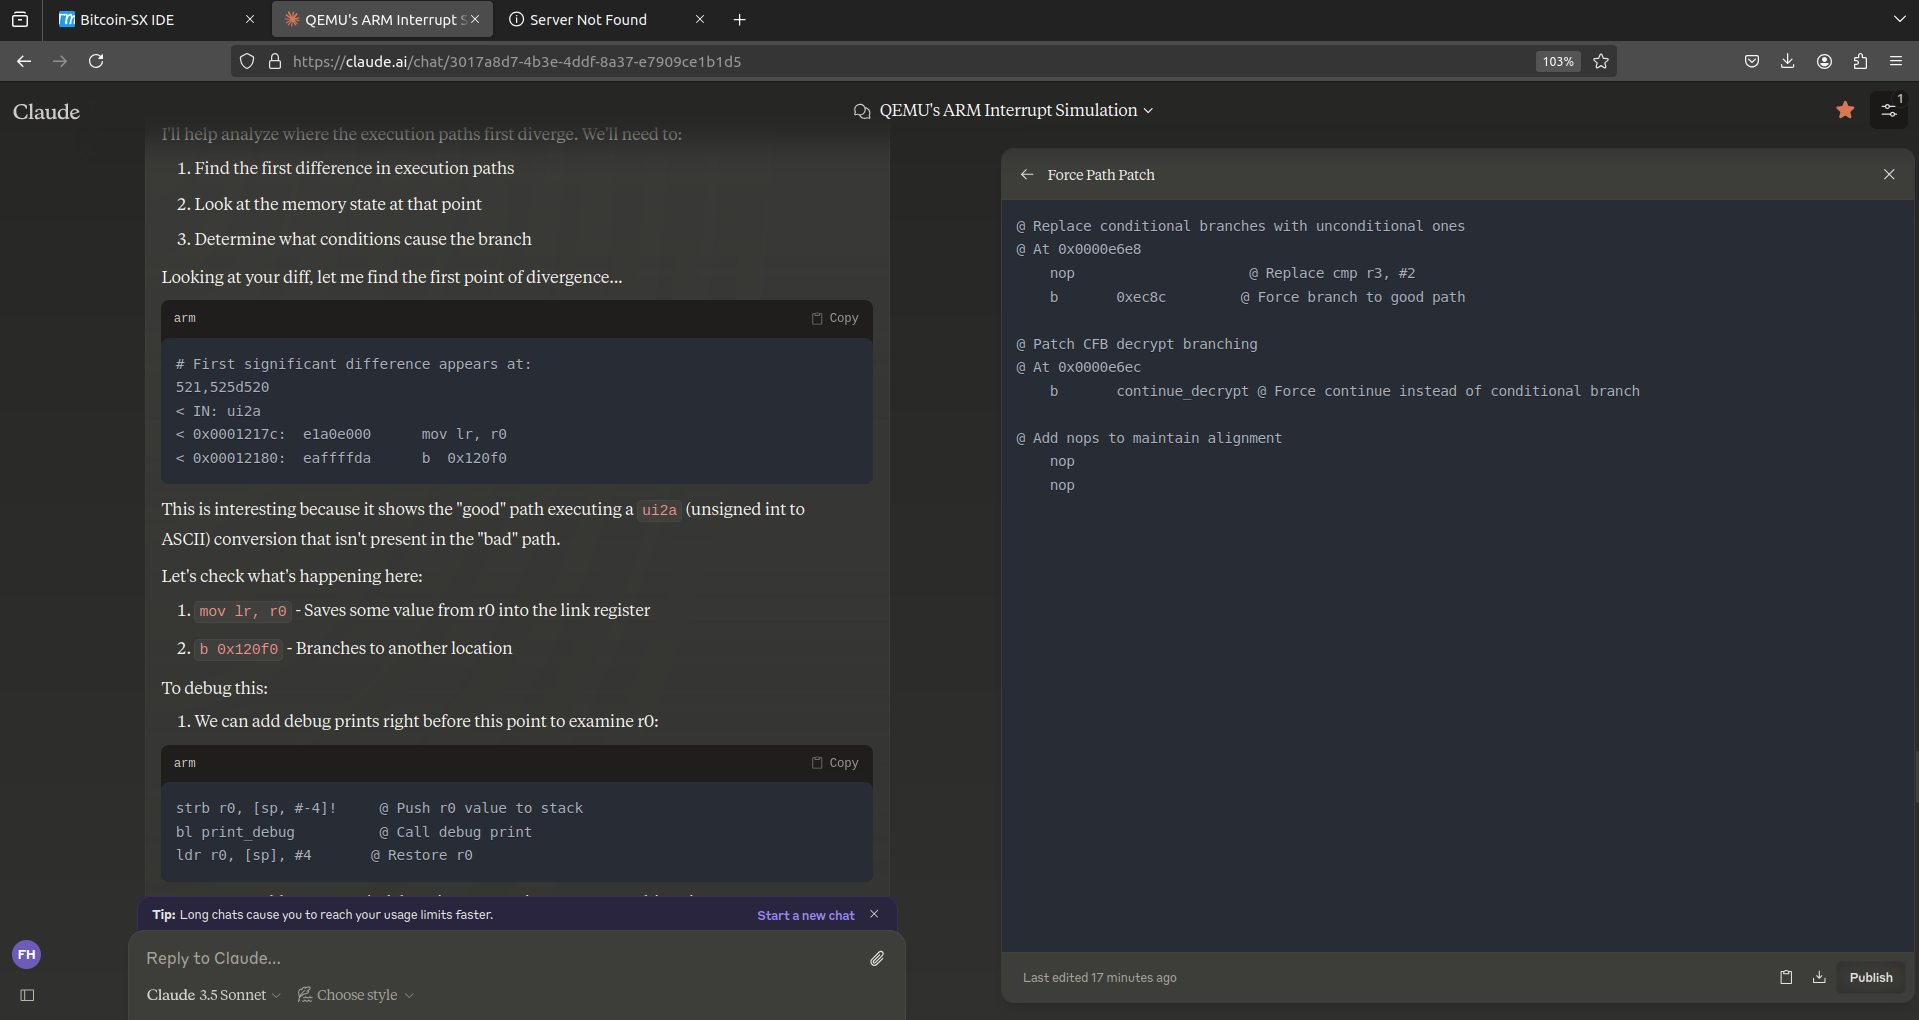 Bitcoin-SX IDE
QEMU's ARM Interrupt S
Server Not Found
https://claude.ai/chat/3017a8d7-4b3e-4ddf-8a37-e7909ce1b1d5
103%
Claude
QEMU's ARM Interrupt Simulation
1
I'll help analyze where the execution paths first diverge. We'll need to:
1. Find the first difference in execution paths
2. Look at the memory state at that point
3. Determine what conditions cause the branch
Looking at your diff, let me find the first point of divergence...
arm
Copy
# First significant difference appears at:
521,525d520
< IN: ui2a
< 0x0001217c:  e1a0e000      mov lr, r0
< 0x00012180:  eaffffda      b  0x120f0
This is interesting because it shows the "good" path executing a ui2a (unsigned int to
ASCII) conversion that isn't present in the "bad" path.
Let's check what's happening here:
1. mov lr, r0 - Saves some value from r0 into the link register
2. b 0x120f0 - Branches to another location
To debug this:
1. We can add debug prints right before this point to examine r0:
arm
Copy
strb r0, [sp, #-4]!     @ Push r0 value to stack
bl print_debug          @ Call debug print
ldr r0, [sp], #4       @ Restore r0
Tip: Long chats cause you to reach your usage limits faster.
Start a new chat
Reply to Claude...
Claude 3.5 Sonnet
Choose style
FH
Force Path Patch
@ Replace conditional branches with unconditional ones
@ At 0x0000e6e8
    nop                     @ Replace cmp r3, #2
    b       0xec8c         @ Force branch to good path
@ Patch CFB decrypt branching
@ At 0x0000e6ec
    b       continue_decrypt @ Force continue instead of conditional branch
@ Add nops to maintain alignment
    nop
    nop
Last edited 17 minutes ago
Publish